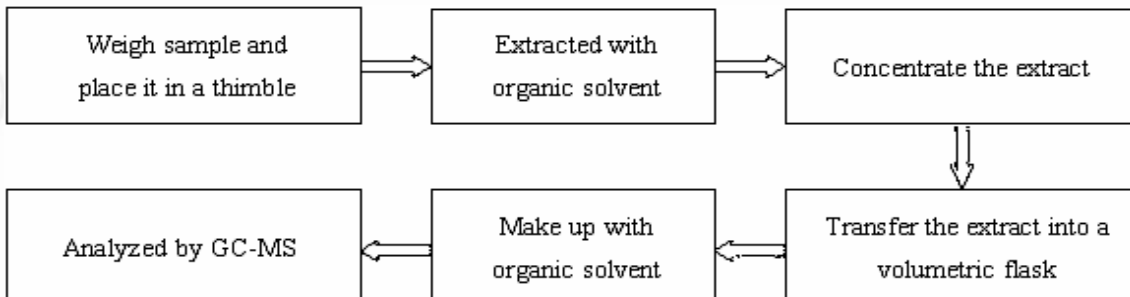 Weigh sample and
place it in a thimble
Extracted with
organic solvent
Concentrate the extract
Transfer the extract into a
volumetric flask
Make up with
organic solvent
Analyzed by GC-MS